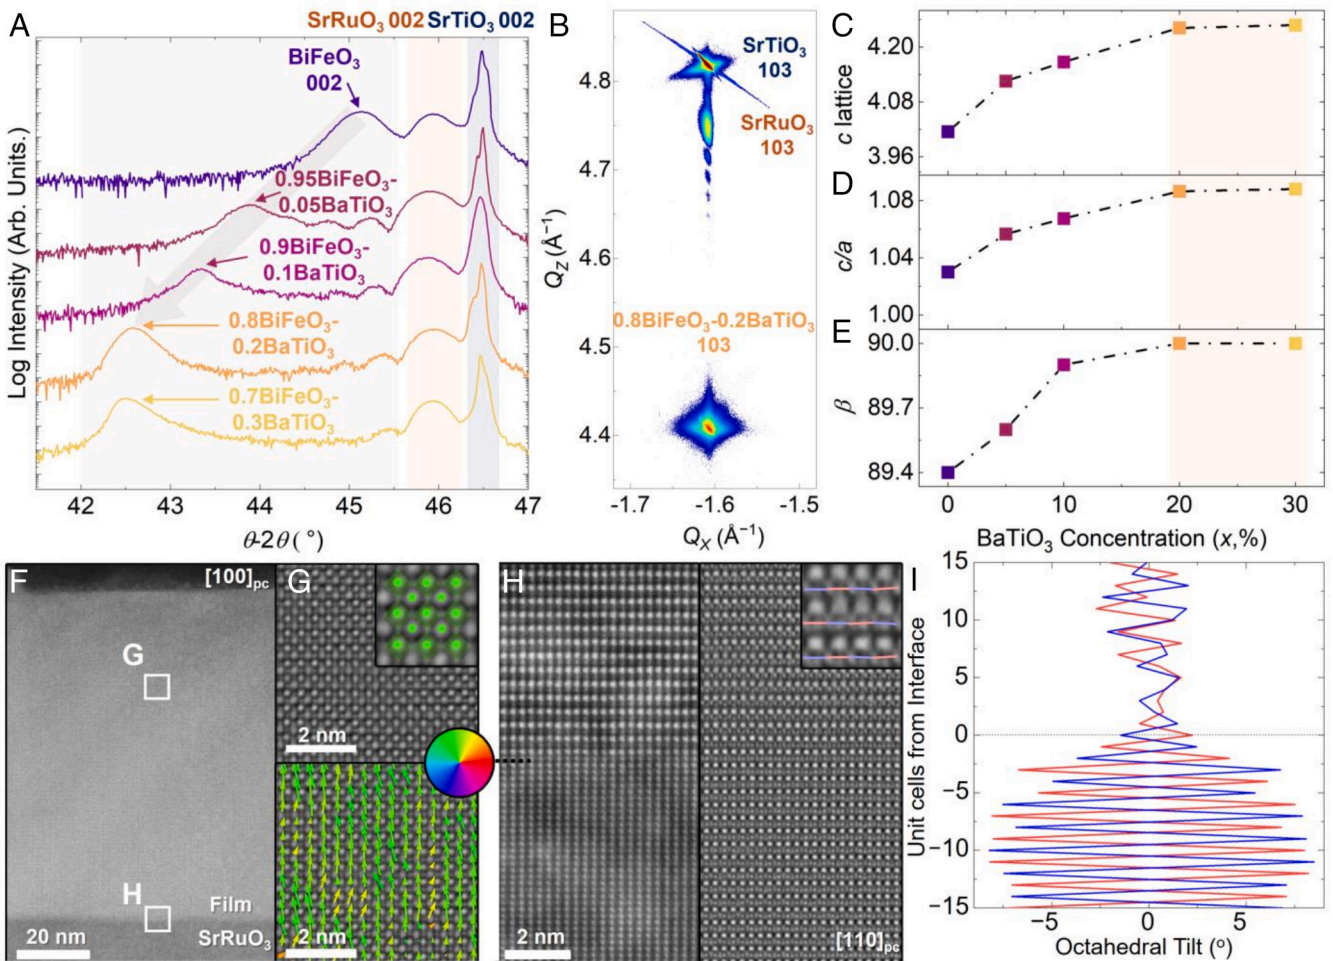 A
SrRuO₃ 002
SrTiO₃ 002
BiFeO₃
002
0.95BiFeO₃-
0.05BaTiO₃
0.9BiFeO₃-
0.1BaTiO₃
0.8BiFeO₃-
0.2BaTiO₃
0.7BiFeO₃-
0.3BaTiO₃
Log Intensity (Arb. Units.)
42 43 44 45 46 47
θ-2θ (°)
B
SrTiO₃
103
SrRuO₃
103
0.8BiFeO₃-0.2BaTiO₃
103
Q_Z (Å⁻¹)
4.8
4.7
4.6
4.5
4.4
-1.7 -1.6 -1.5
Q_X (Å⁻¹)
C
c lattice
4.20
4.08
3.96
D
c/a
1.08
1.04
1.00
E
β
90.0
89.7
89.4
0 5 10 15 20 25 30
BaTiO₃ Concentration (x,%)
F
[100]pc
G
H
Film
SrRuO₃
20 nm
G
2 nm
2 nm
H
2 nm
[110]pc
I
Unit cells from Interface
15
10
5
0
−5
−10
−15
−5 0 5
Octahedral Tilt (°)